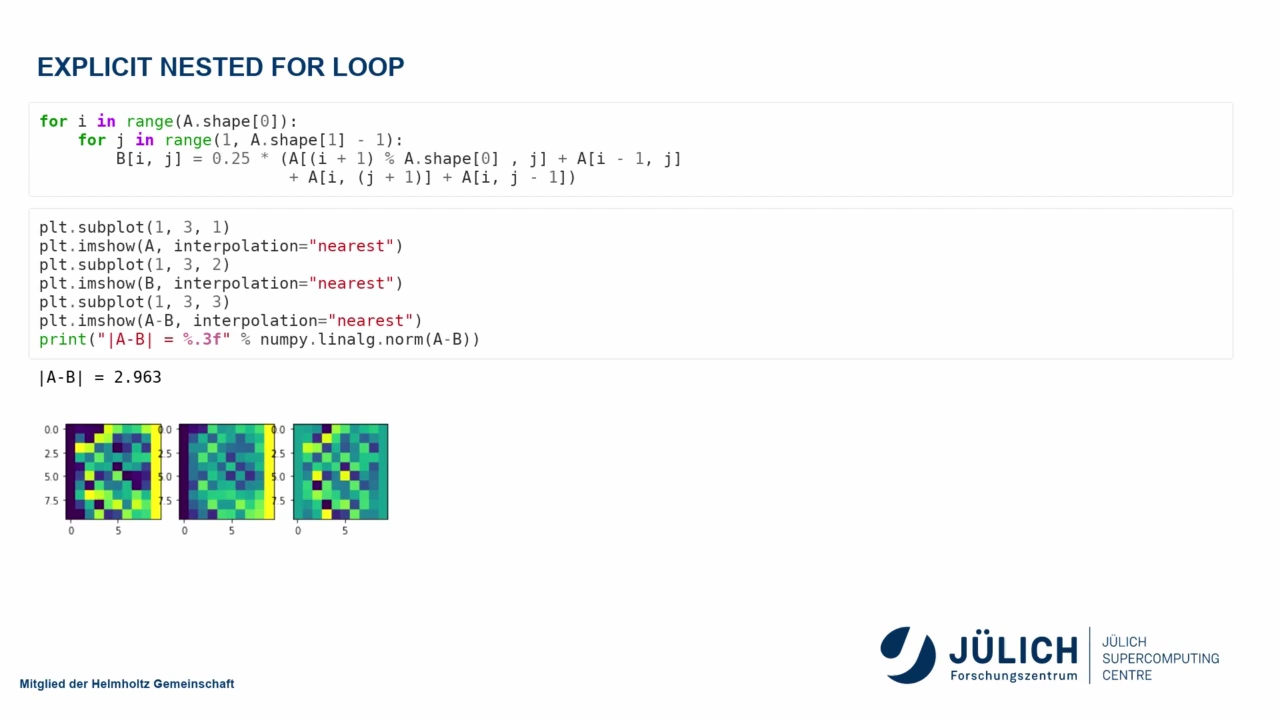 EXPLICIT NESTED FOR LOOP
for i in range(A.shape[0]):
    for j in range(1, A.shape[1] - 1):
        B[i, j] = 0.25 * (A[(i + 1) % A.shape[0] , j] + A[i - 1, j]
                          + A[i, (j + 1)] + A[i, j - 1])
plt.subplot(1, 3, 1)
plt.imshow(A, interpolation="nearest")
plt.subplot(1, 3, 2)
plt.imshow(B, interpolation="nearest")
plt.subplot(1, 3, 3)
plt.imshow(A-B, interpolation="nearest")
print("|A-B| = %.3f" % numpy.linalg.norm(A-B))
|A-B| = 2.963
0.0 0.0 0.0
2.5 2.5 2.5
5.0 5.0 5.0
7.5 7.5 7.5
0 5 0 5 0 5
JÜLICH
Forschungszentrum
JÜLICH
SUPERCOMPUTING
CENTRE
Mitglied der Helmholtz Gemeinschaft